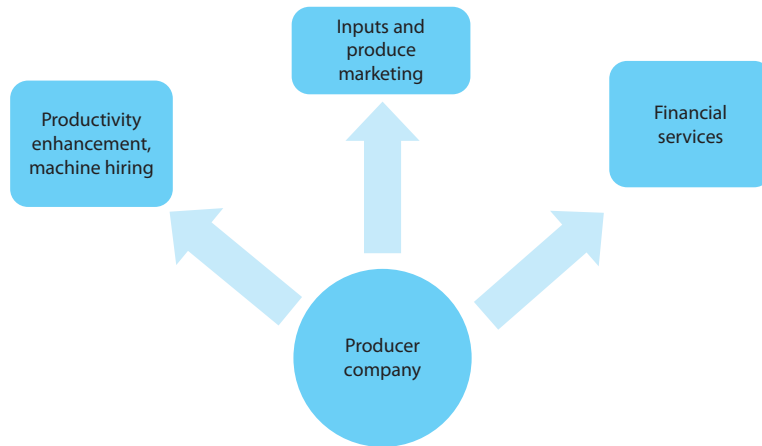 Inputs and
produce
marketing
Productivity
enhancement,
machine hiring
Financial
services
Producer
company